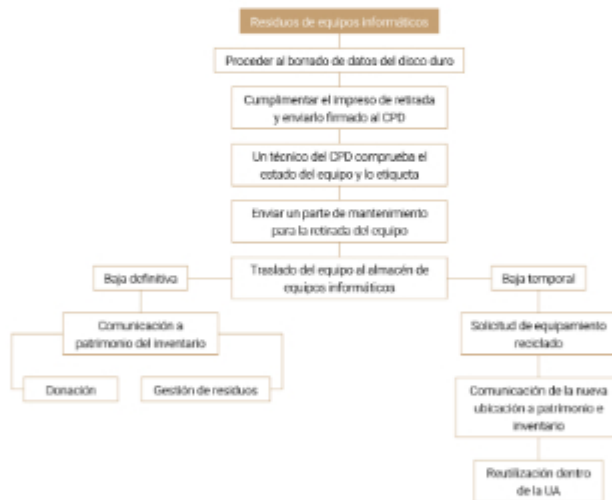 Residuos de equipos informáticos
Proceder al borrado de datos del disco duro
Cumplimentar el impreso de retirada
y enviarlo firmado al CPD
Un técnico del CPD comprueba el
estado del equipo y lo etiqueta
Enviar un parte de mantenimiento
para la retirada del equipo
Traslado del equipo al almacén de
equipos informáticos
Baja definitiva
Comunicación a
patrimonio del inventario
Donación
Gestión de residuos
Baja temporal
Solicitud de equipamiento
reciclado
Comunicación de la nueva
ubicación a patrimonio e
inventario
Reutilización dentro
de la UA